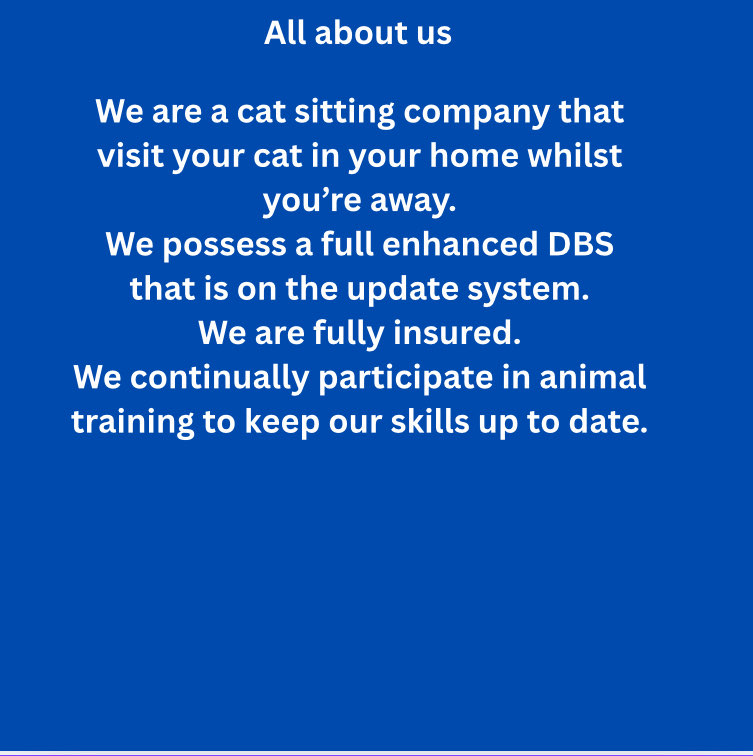 All about us
We are a cat sitting company that
visit your cat in your home whilst
you’re away.
We possess a full enhanced DBS
that is on the update system.
We are fully insured.
We continually participate in animal
training to keep our skills up to date.